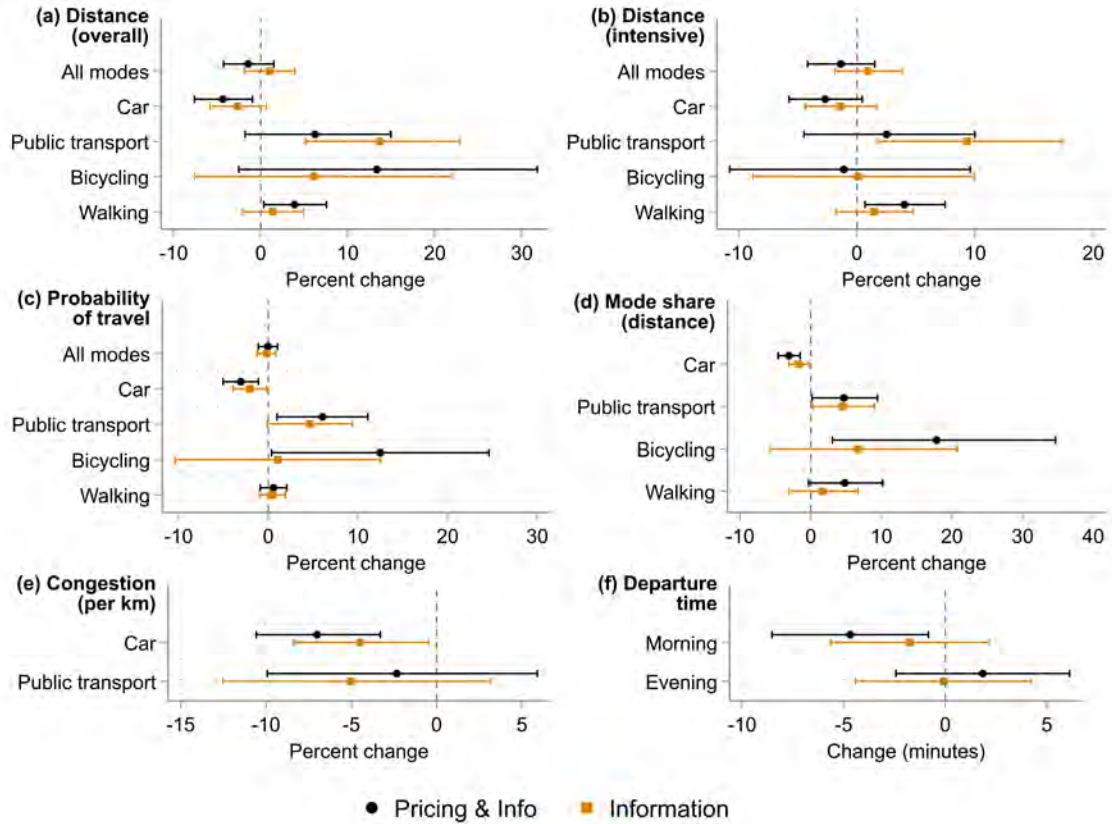 (a) Distance
(overall)
All modes
Car
Public transport
Bicycling
Walking
-10 0 10 20 30
Percent change
(b) Distance
(intensive)
All modes
Car
Public transport
Bicycling
Walking
-10 0 10 20
Percent change
(c) Probability
of travel
All modes
Car
Public transport
Bicycling
Walking
-10 0 10 20 30
Percent change
(d) Mode share
(distance)
Car
Public transport
Bicycling
Walking
-10 0 10 20 30 40
Percent change
(e) Congestion
(per km)
Car
Public transport
-15 -10 -5 0 5
Percent change
(f) Departure
time
Morning
Evening
-10 -5 0 5
Change (minutes)
Pricing & Info Information